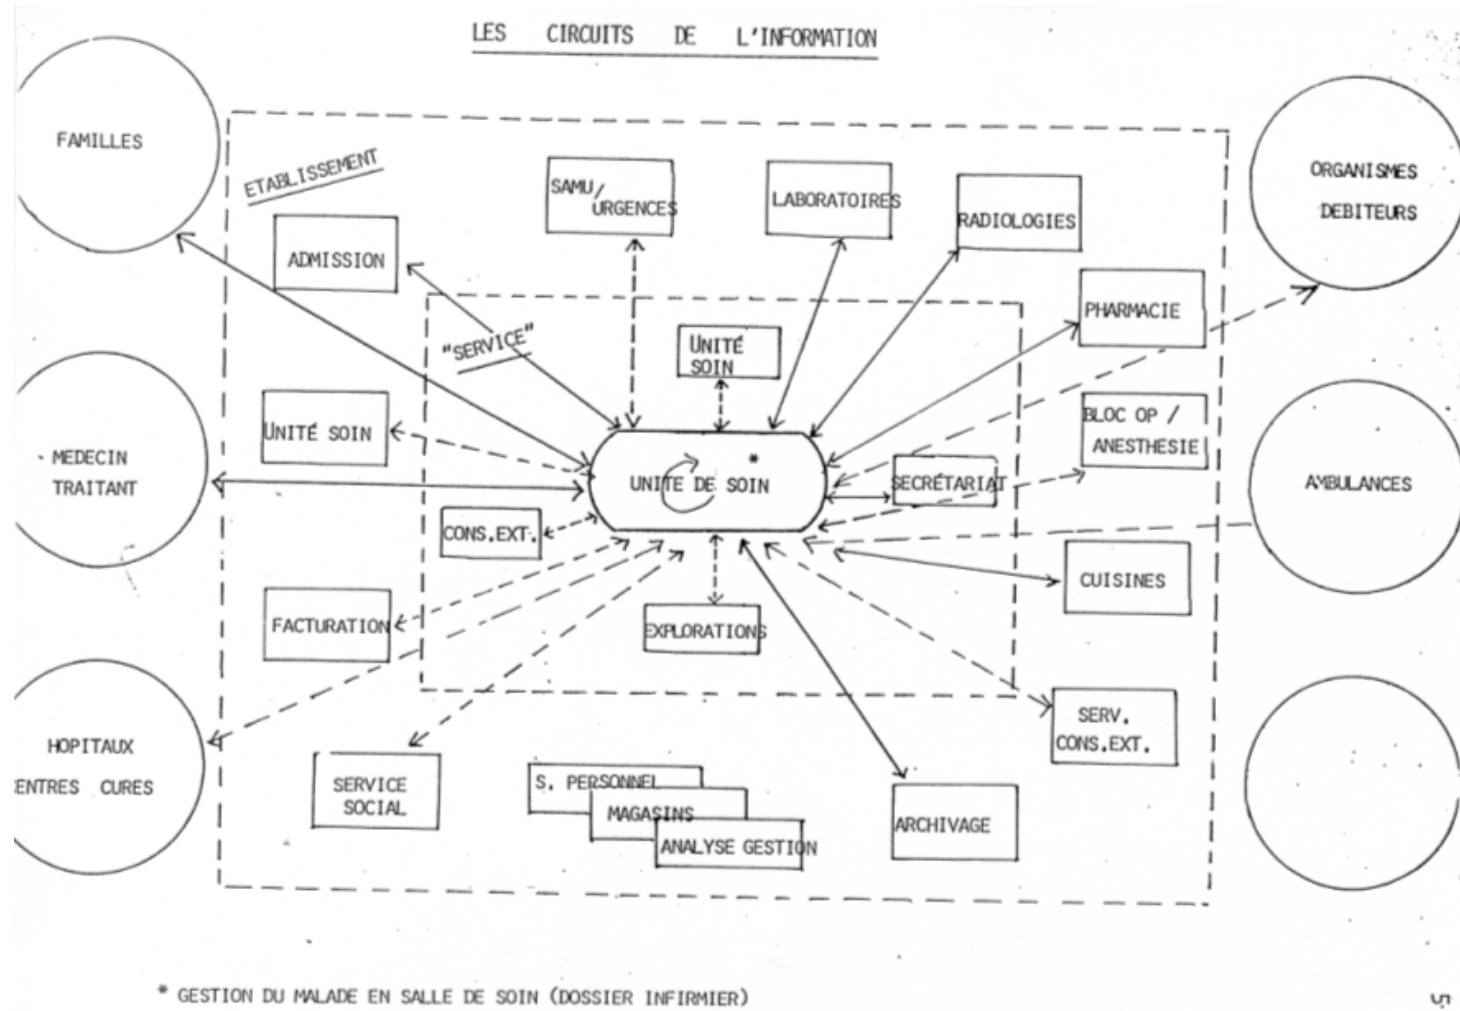 LES CIRCUITS DE L'INFORMATION
FAMILLES
ETABLISSEMENT
ADMISSION
SAMU/
URGENCES
LABORATOIRES
RADIOLOGIES
ORGANISMES
DEBITEURS
PHARMACIE
"SERVICE"
UNITÉ
SOIN
UNITÉ SOIN
BLOC OP /
ANESTHESIE
MEDECIN
TRAITANT
*
UNITE DE SOIN
SECRÉTARIAT
AMBULANCES
CONS.EXT.
CUISINES
FACTURATION
EXPLORATIONS
SERV.
CONS.EXT.
HOPITAUX
ENTRES CURES
SERVICE
SOCIAL
S. PERSONNEL
MAGASINS
ANALYSE GESTION
ARCHIVAGE
* GESTION DU MALADE EN SALLE DE SOIN (DOSSIER INFIRMIER)
5